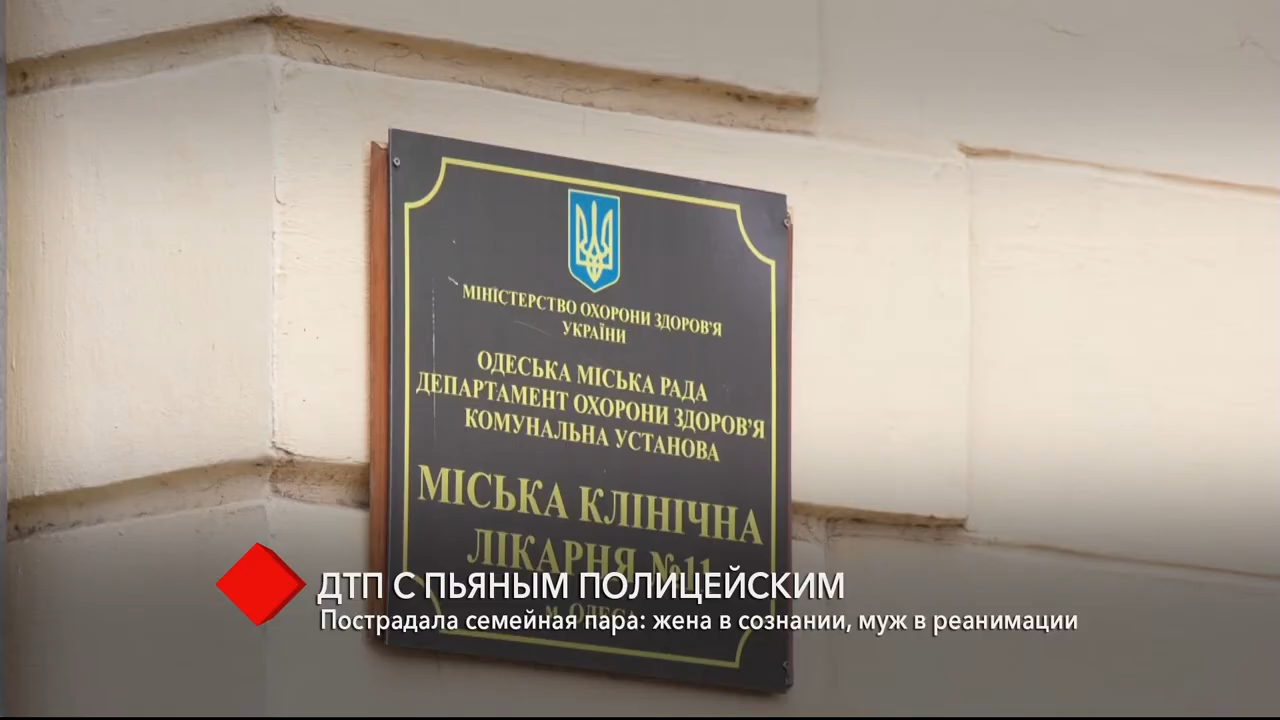 МІНІСТЕРСТВО ОХОРОНИ ЗДОРОВ'Я
УКРАЇНИ
ОДЕСЬКА МІСЬКА РАДА
ДЕПАРТАМЕНТ ОХОРОНИ ЗДОРОВ'Я
КОМУНАЛЬНА УСТАНОВА
МІСЬКА КЛІНІЧНА
ЛІКАРНЯ №11
м. ОДЕСА
ДТП С ПЬЯНЫМ ПОЛИЦЕЙСКИМ
Пострадала семейная пара: жена в сознании, муж в реанимации